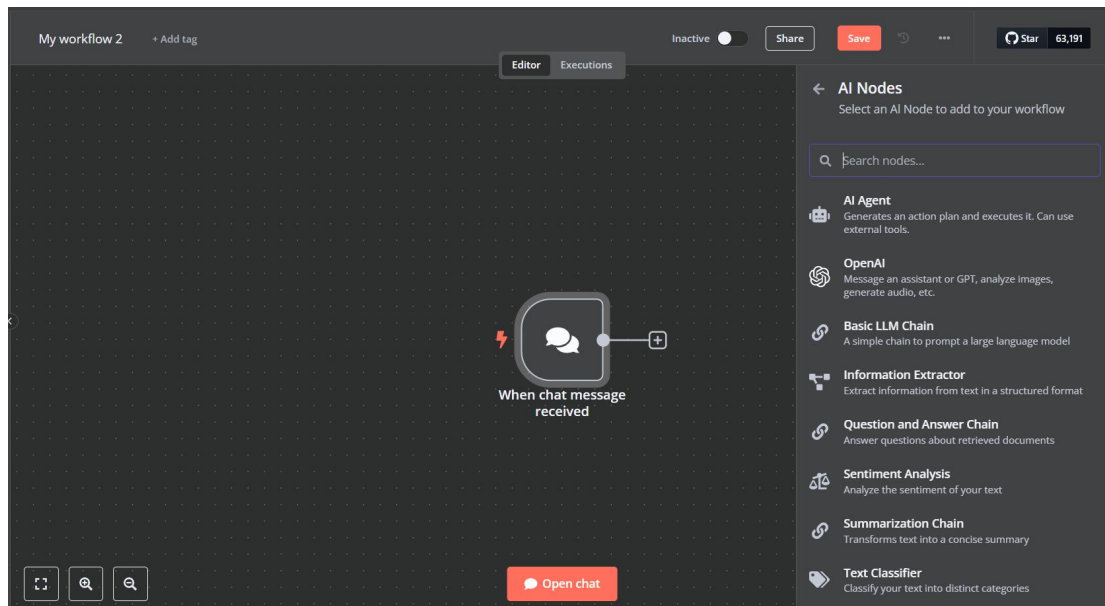 My workflow 2
+ Add tag
Inactive
Share
Save
Star 63,191
Editor
Executions
AI Nodes
Select an AI Node to add to your workflow
Search nodes...
AI Agent
Generates an action plan and executes it. Can use
external tools.
OpenAI
Message an assistant or GPT, analyze images,
generate audio, etc.
Basic LLM Chain
A simple chain to prompt a large language model
Information Extractor
Extract information from text in a structured format
Question and Answer Chain
Answer questions about retrieved documents
Sentiment Analysis
Analyze the sentiment of your text
Summarization Chain
Transforms text into a concise summary
Text Classifier
Classify your text into distinct categories
When chat message
received
Open chat